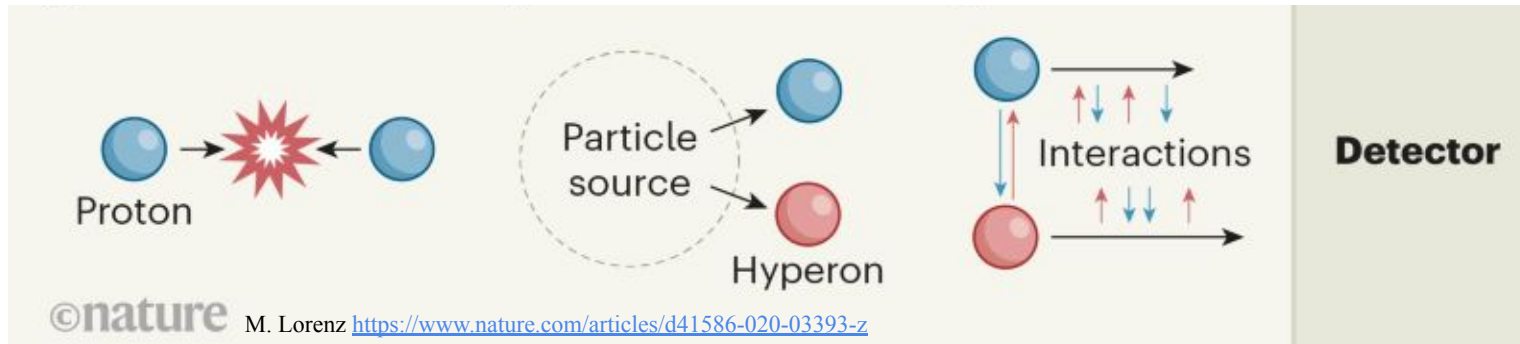 Proton
Particle
source
Hyperon
Interactions
Detector
©nature M. Lorenz https://www.nature.com/articles/d41586-020-03393-z